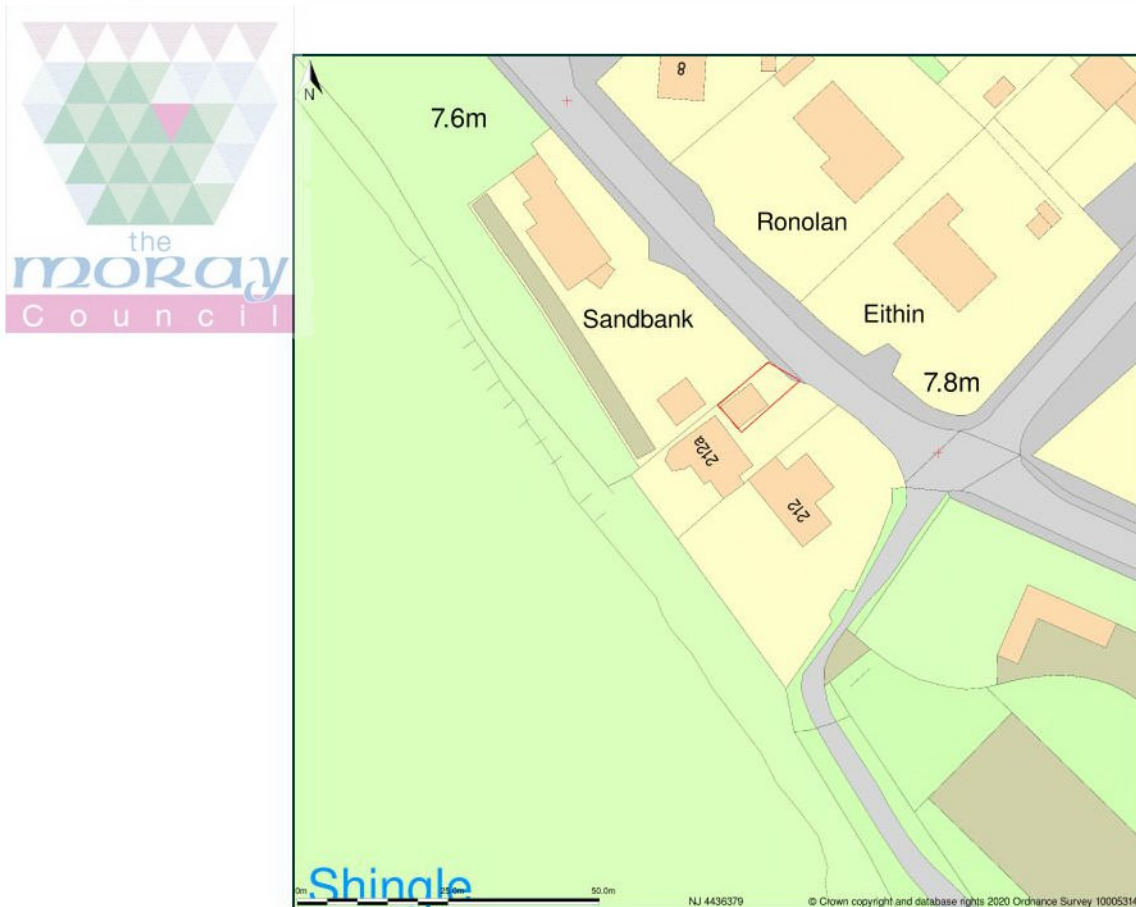 the
moray
Council
N
7.6m
8
Ronolan
Sandbank
Eithin
7.8m
212a
212
Shingle
0m
25.0m
50.0m
NJ 4436379
© Crown copyright and database rights 2020 Ordnance Survey